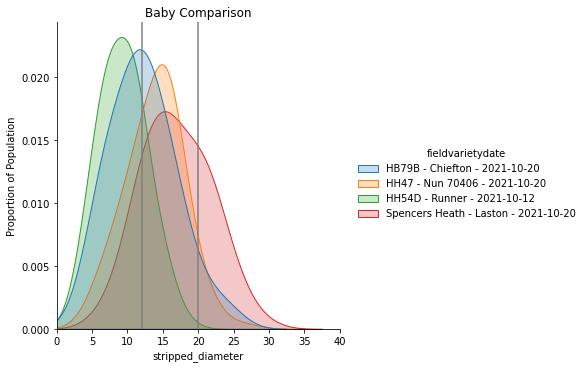 Baby Comparison
Proportion of Population
0.020
0.015
0.010
0.005
0.000
0 5 10 15 20 25 30 35 40
stripped_diameter
fieldvarietydate
HB79B - Chiefton - 2021-10-20
HH47 - Nun 70406 - 2021-10-20
HH54D - Runner - 2021-10-12
Spencers Heath - Laston - 2021-10-20